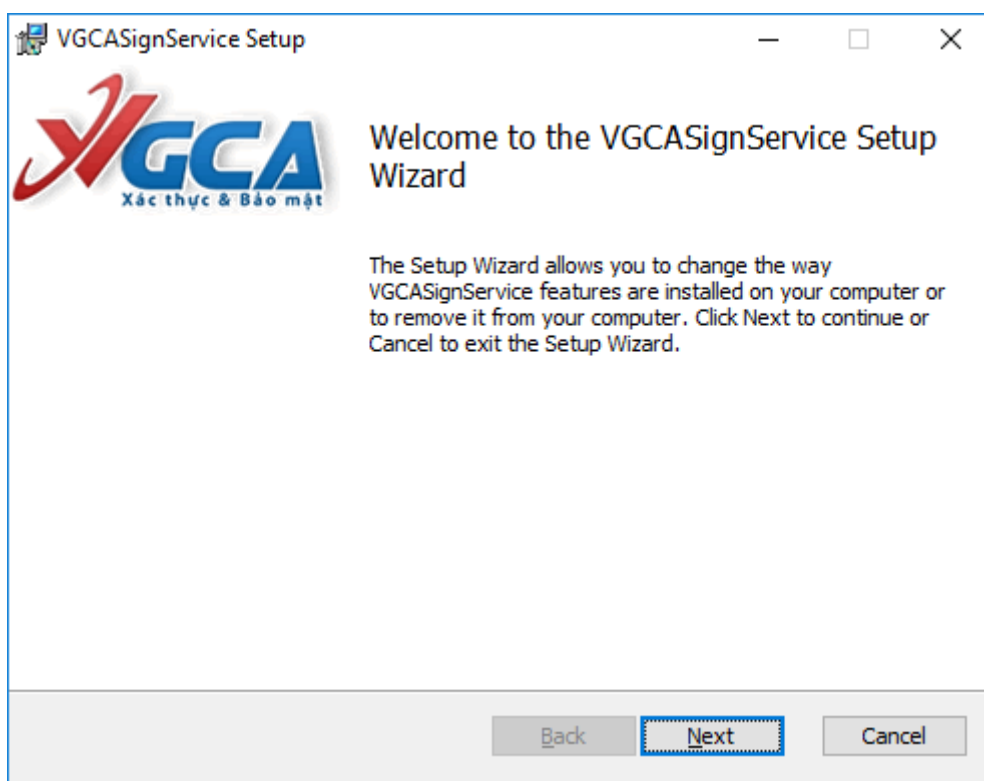 VGCASignService Setup
VGCA
Xác thực & Bảo mật
Welcome to the VGCASignService Setup
Wizard
The Setup Wizard allows you to change the way
VGCASignService features are installed on your computer or
to remove it from your computer. Click Next to continue or
Cancel to exit the Setup Wizard.
Back Next Cancel